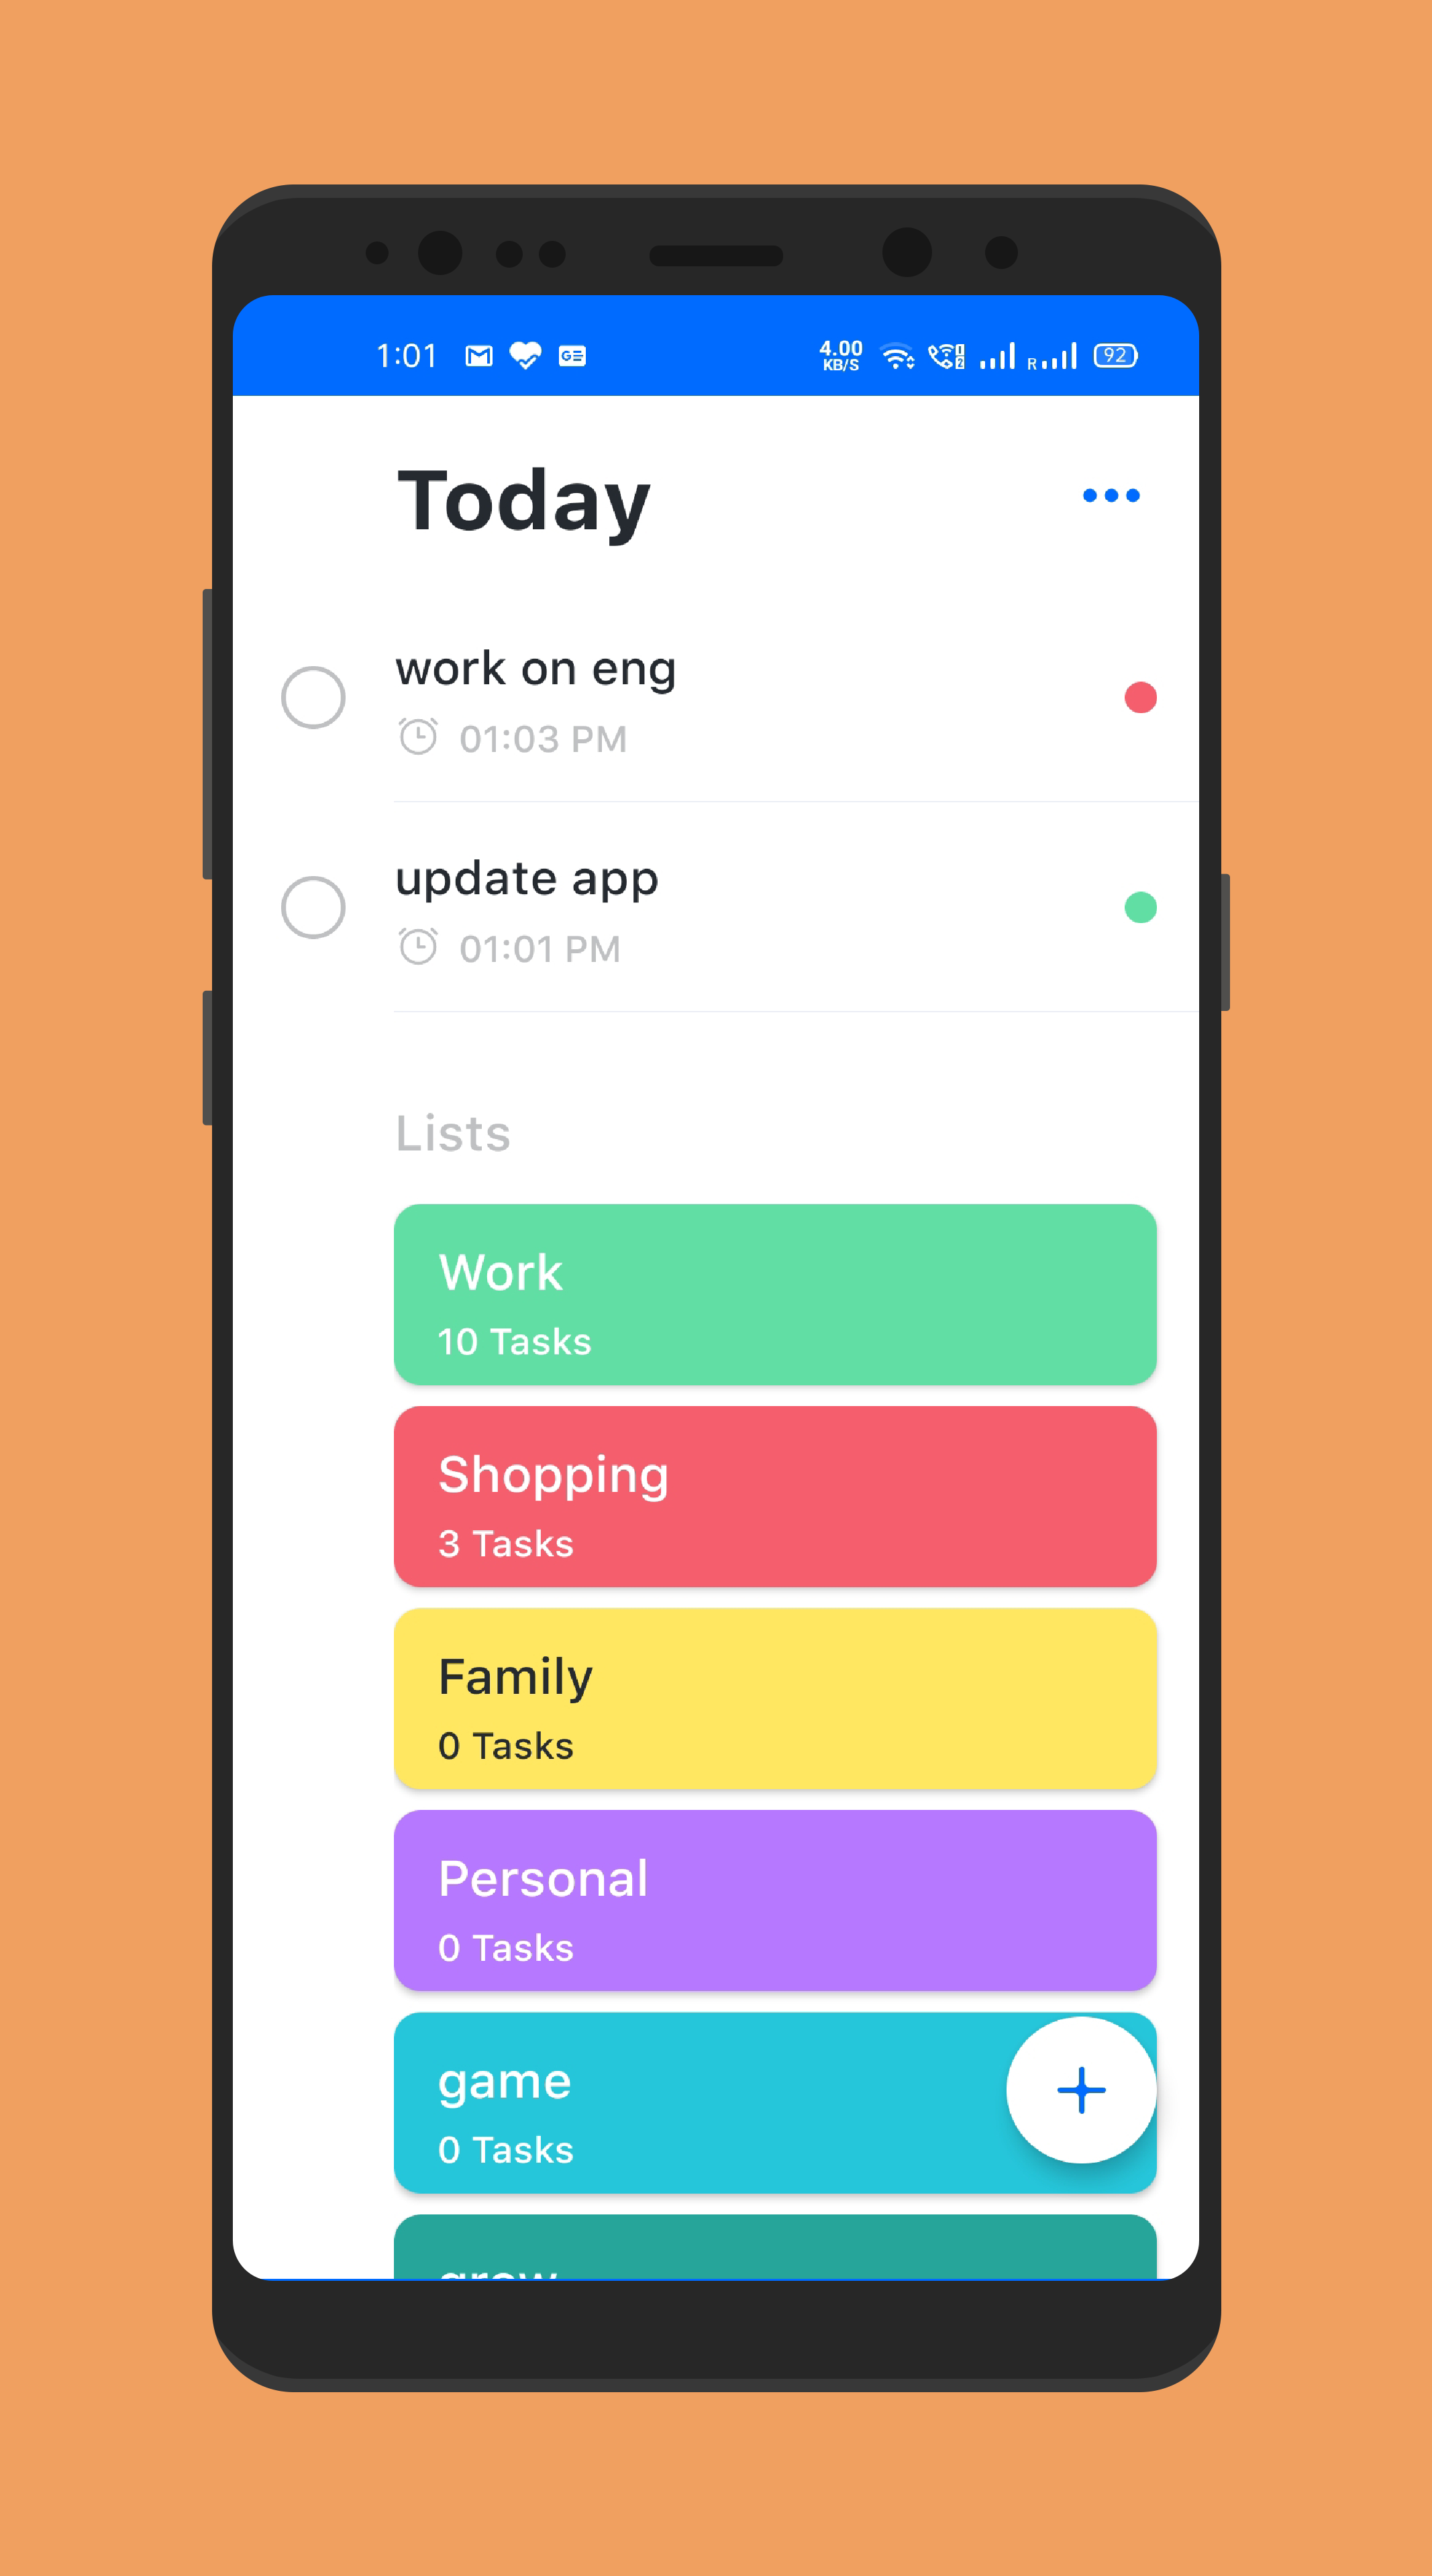 1:01
4.00
KB/S
R
92
Today
work on eng
01:03 PM
update app
01:01 PM
Lists
Work
10 Tasks
Shopping
3 Tasks
Family
0 Tasks
Personal
0 Tasks
game
0 Tasks